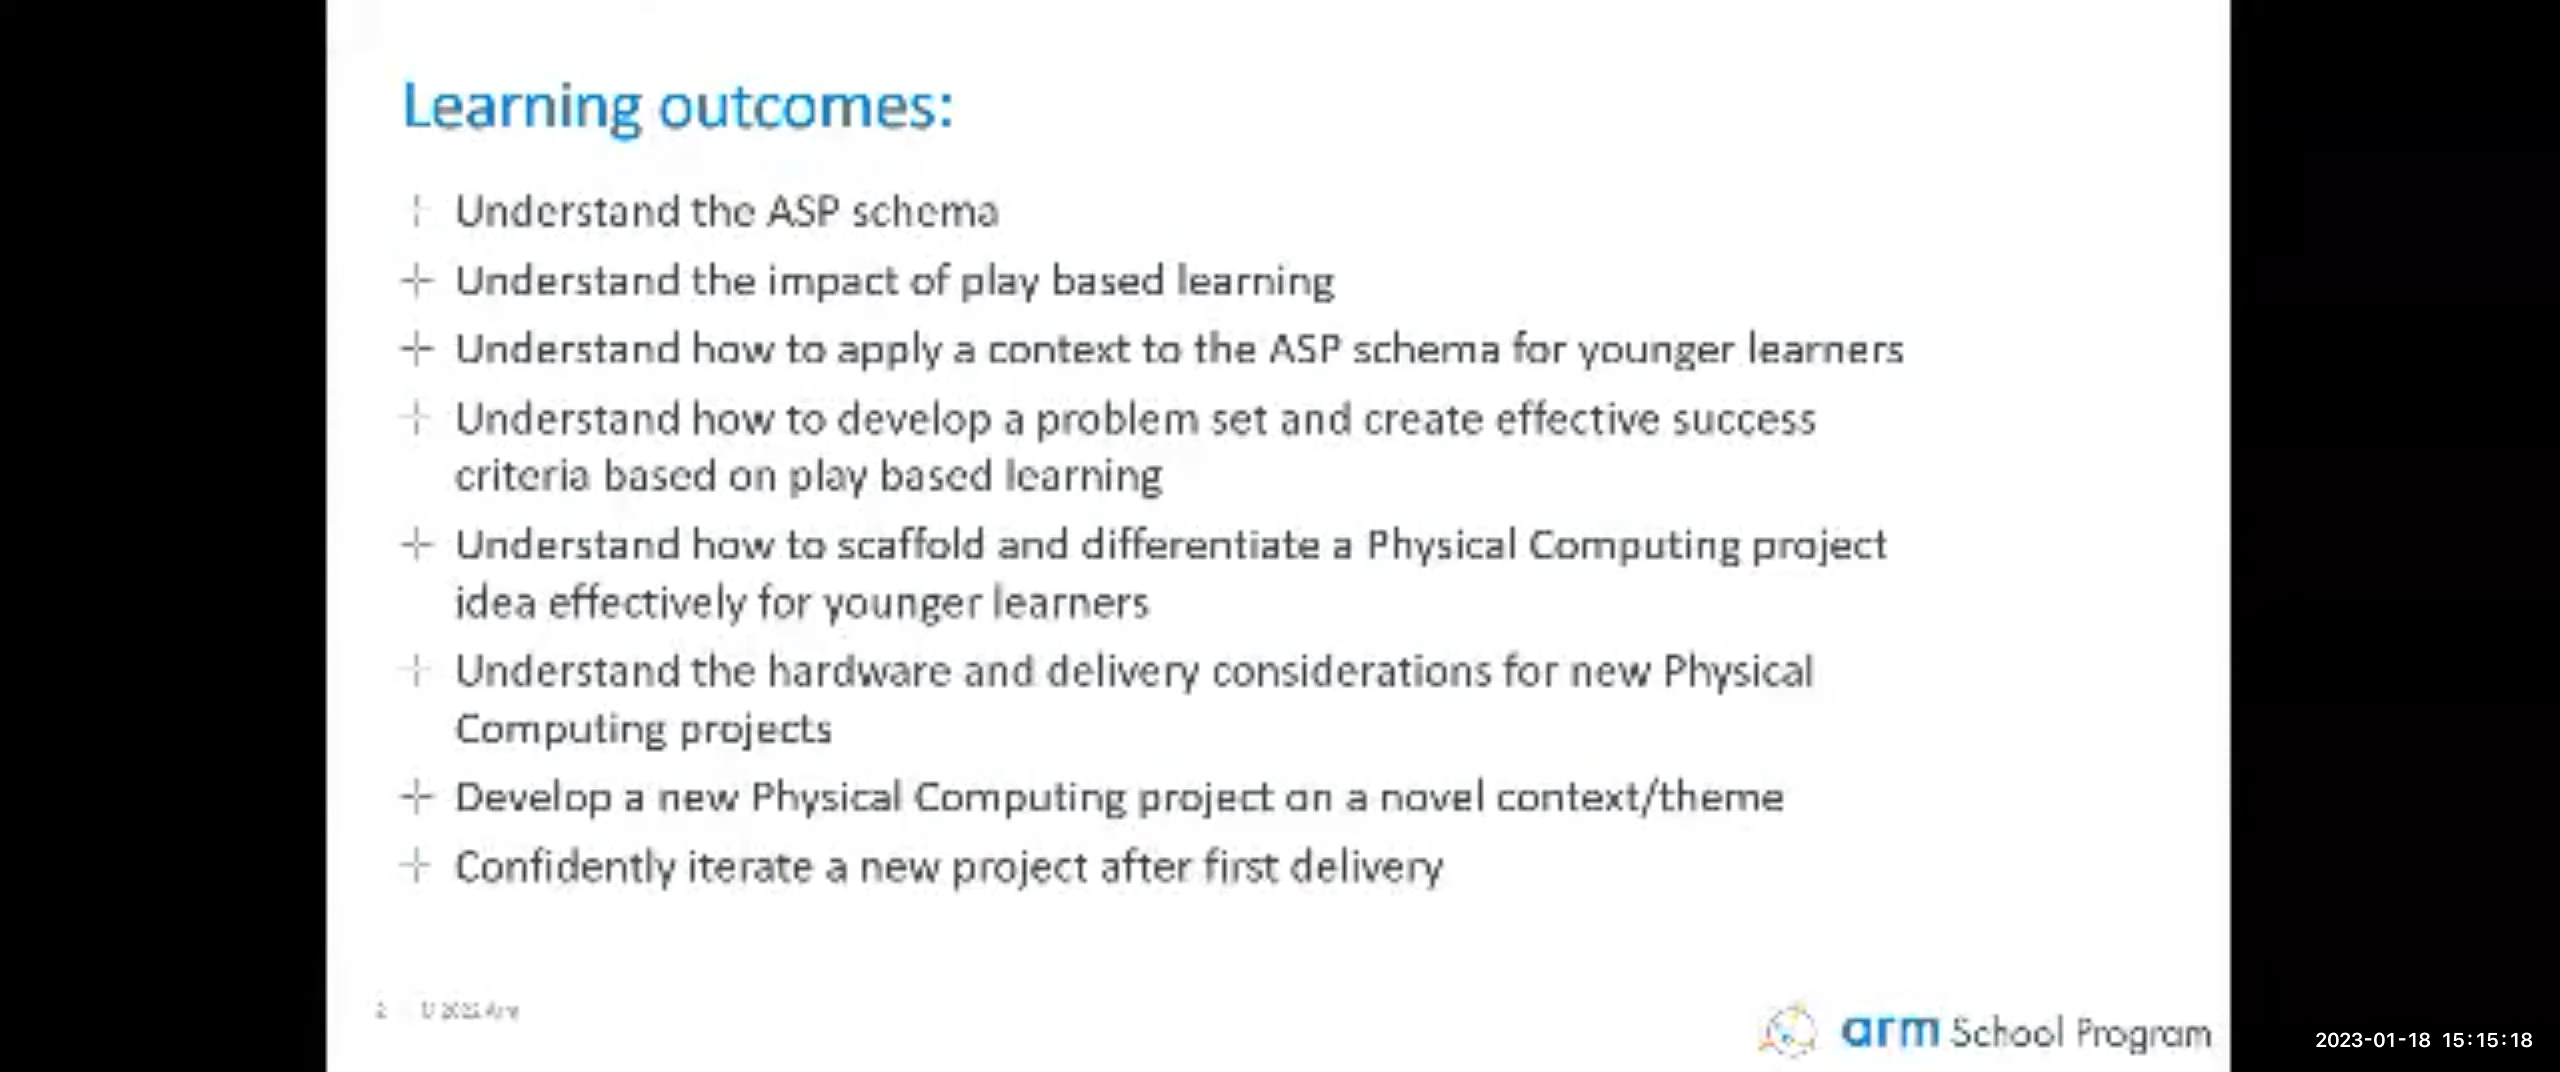 Learning outcomes:
Understand the ASP schema
Understand the impact of play based learning
Understand how to apply a context to the ASP schema for younger learners
Understand how to develop a problem set and create effective success
criteria based on play based learning
Understand how to scaffold and differentiate a Physical Computing project
idea effectively for younger learners
Understand the hardware and delivery considerations for new Physical
Computing projects
Develop a new Physical Computing project on a novel context/theme
Confidently iterate a new project after first delivery
arm School Program
2023-01-18 15:15:18